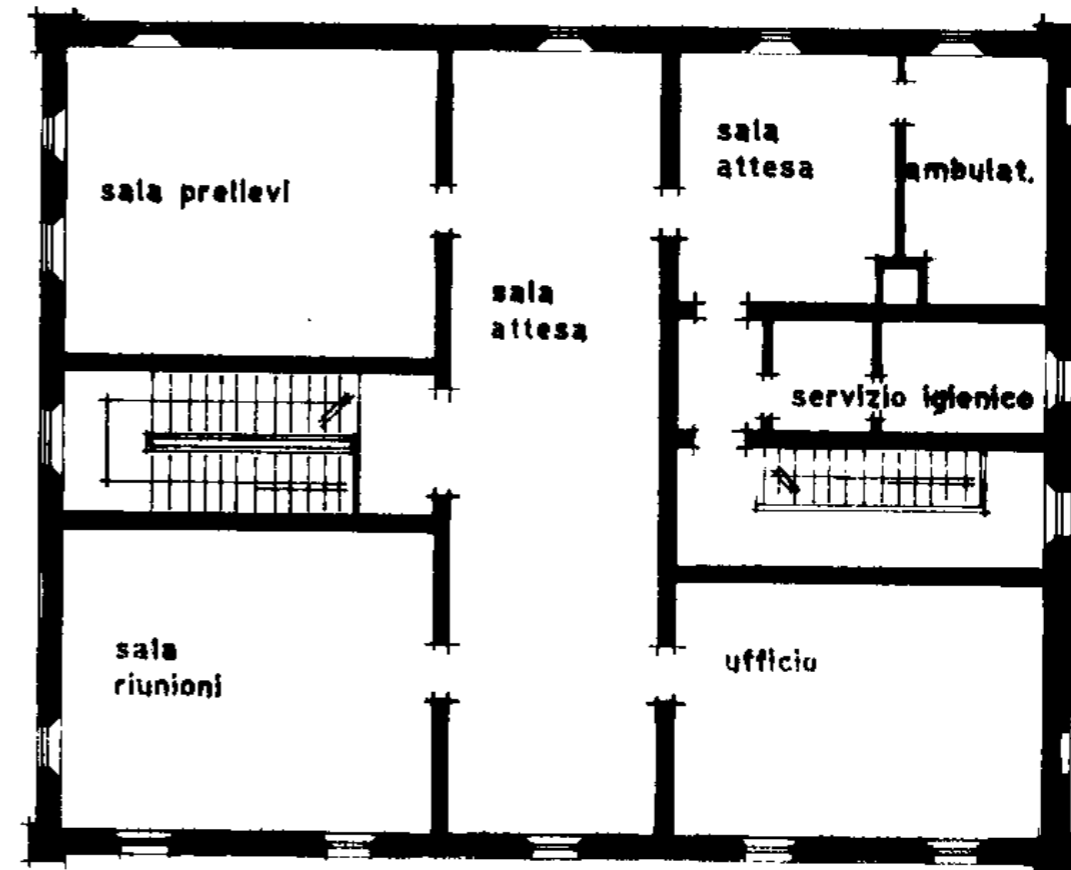 sala prelievi
sala
attesa
sala
attesa
ambulat.
servizio igienico
sala
riunioni
ufficio